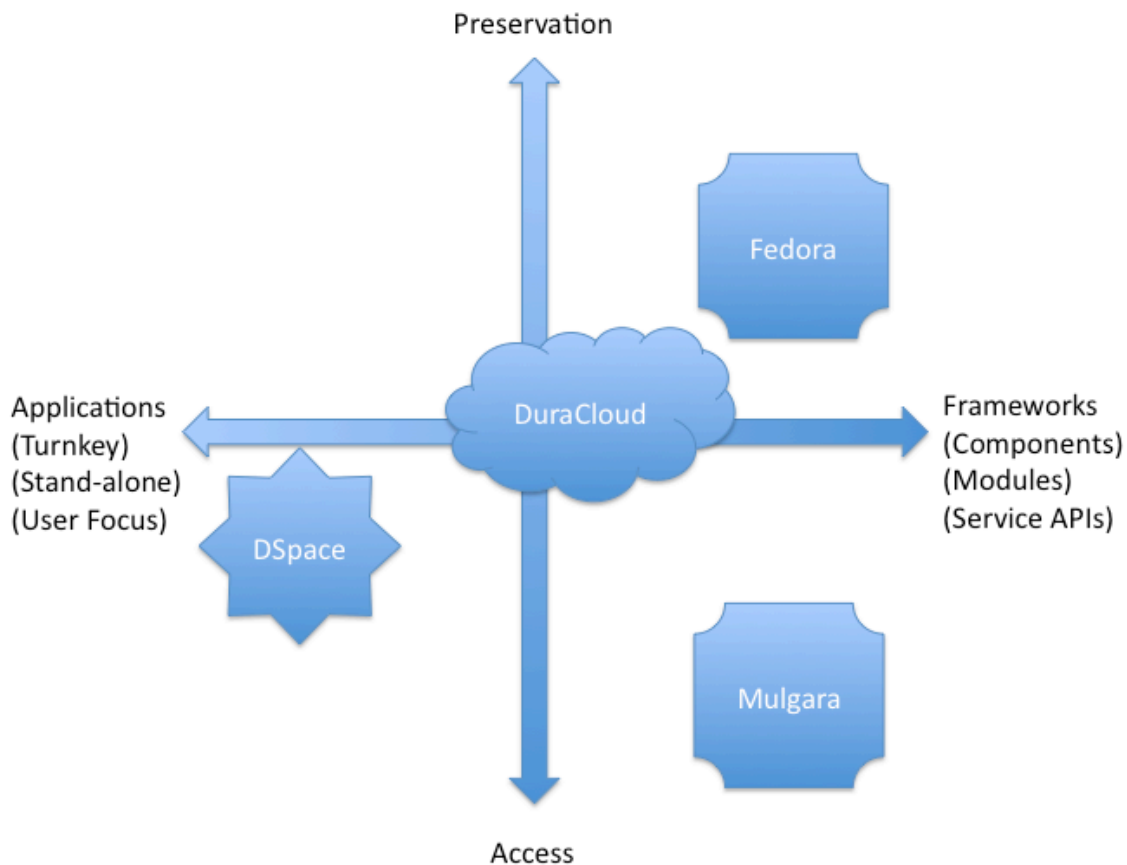 Preservation
Fedora
DuraCloud
Applications
(Turnkey)
(Stand-alone)
(User Focus)
Frameworks
(Components)
(Modules)
(Service APIs)
DSpace
Mulgara
Access